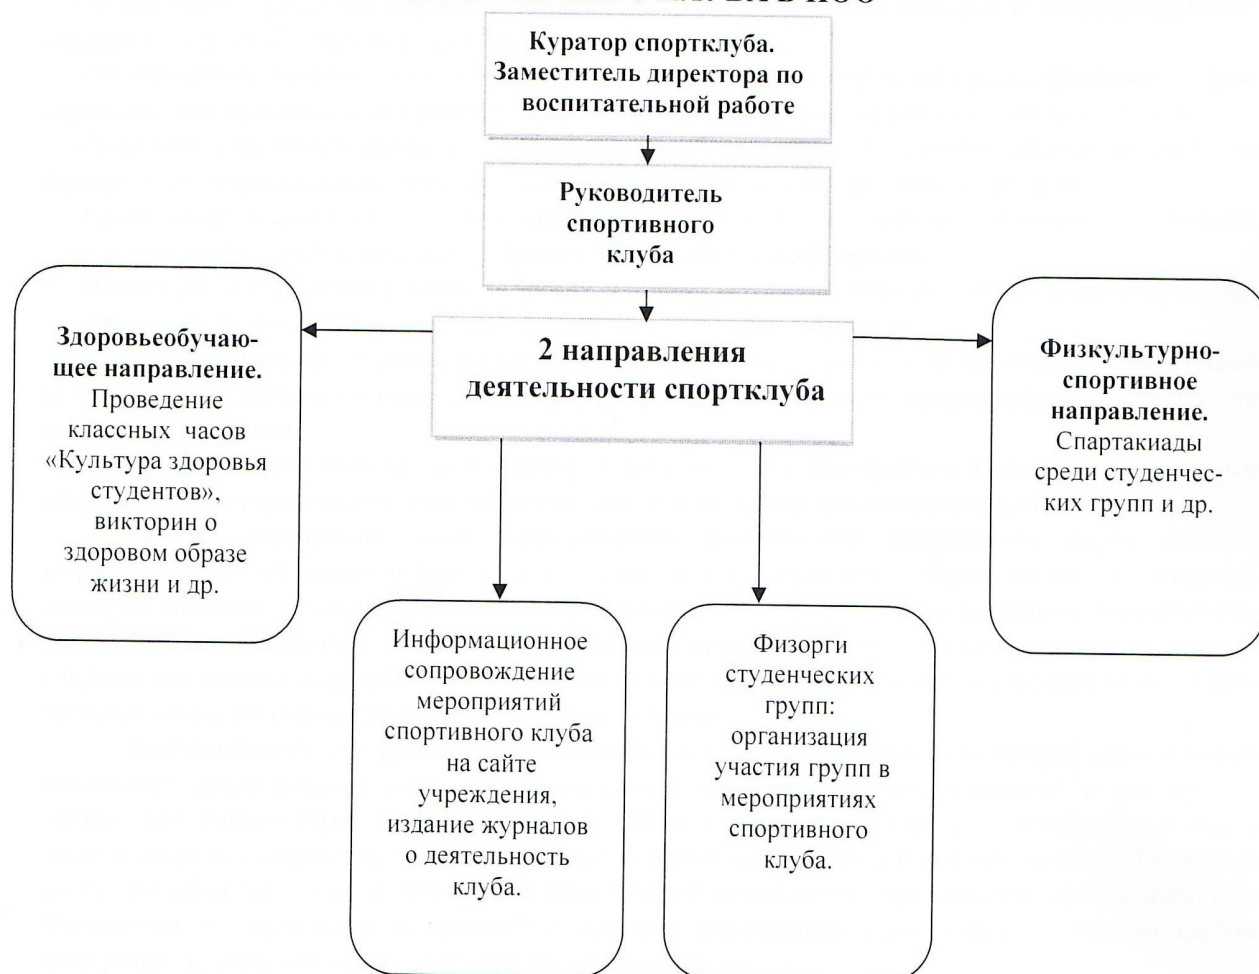 Куратор спортклуба.
Заместитель директора по
воспитательной работе
Руководитель
спортивного
клуба
2 направления
деятельности спортклуба
Здоровьеобучаю-
щее направление.
Проведение
классных часов
«Культура здоровья
студентов»,
викторин о
здоровом образе
жизни и др.
Физкультурно-
спортивное
направление.
Спартакиады
среди студенчес-
ких групп и др.
Информационное
сопровождение
мероприятий
спортивного клуба
на сайте
учреждения,
издание журналов
о деятельность
клуба.
Физорги
студенческих
групп:
организация
участия групп в
мероприятиях
спортивного
клуба.